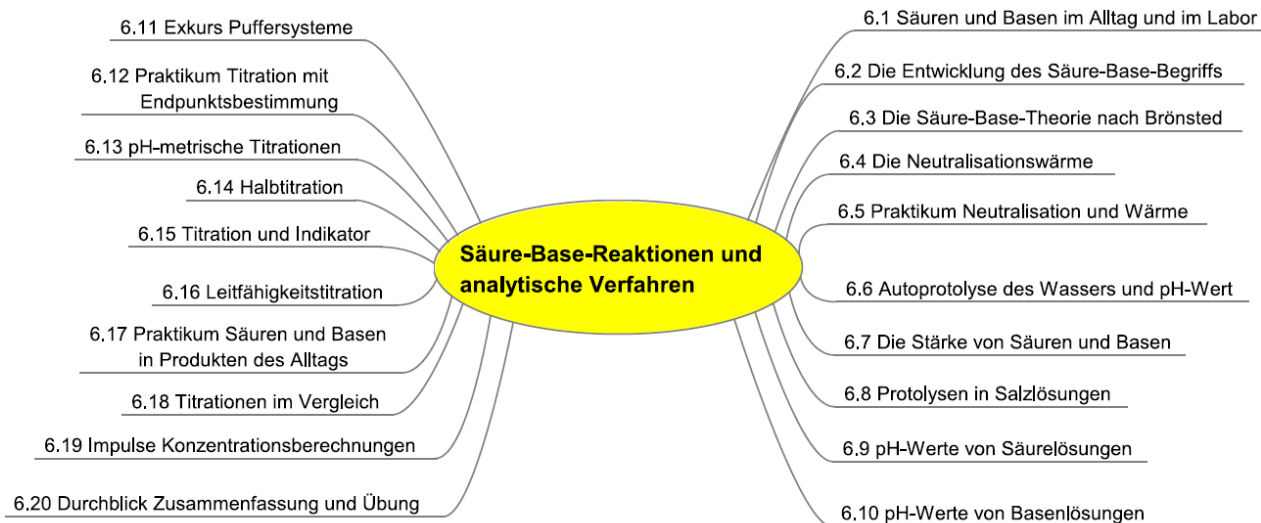 Säure-Base-Reaktionen und
analytische Verfahren
6.1 Säuren und Basen im Alltag und im Labor
6.2 Die Entwicklung des Säure-Base-Begriffs
6.3 Die Säure-Base-Theorie nach Brönsted
6.4 Die Neutralisationswärme
6.5 Praktikum Neutralisation und Wärme
6.6 Autoprotolyse des Wassers und pH-Wert
6.7 Die Stärke von Säuren und Basen
6.8 Protolysen in Salzlösungen
6.9 pH-Werte von Säurelösungen
6.10 pH-Werte von Basenlösungen
6.11 Exkurs Puffersysteme
6.12 Praktikum Titration mit
Endpunktsbestimmung
6.13 pH-metrische Titrationen
6.14 Halbtitration
6.15 Titration und Indikator
6.16 Leitfähigkeitstitration
6.17 Praktikum Säuren und Basen
in Produkten des Alltags
6.18 Titrationen im Vergleich
6.19 Impulse Konzentrationsberechnungen
6.20 Durchblick Zusammenfassung und Übung